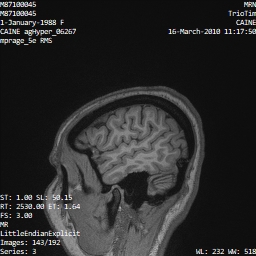 M87100045
MRN
M87100045
TrioTim
1-January-1988 F
CAINE
CAINE agHyper_06267
16-March-2010 11:17:50
mprage_5e RMS
ST: 1.00 SL: 50.15
RT: 2530.00 ET: 1.64
FS: 3.00
MR
LittleEndianExplicit
Images: 143/192
Series: 3
WL: 232 WW: 518